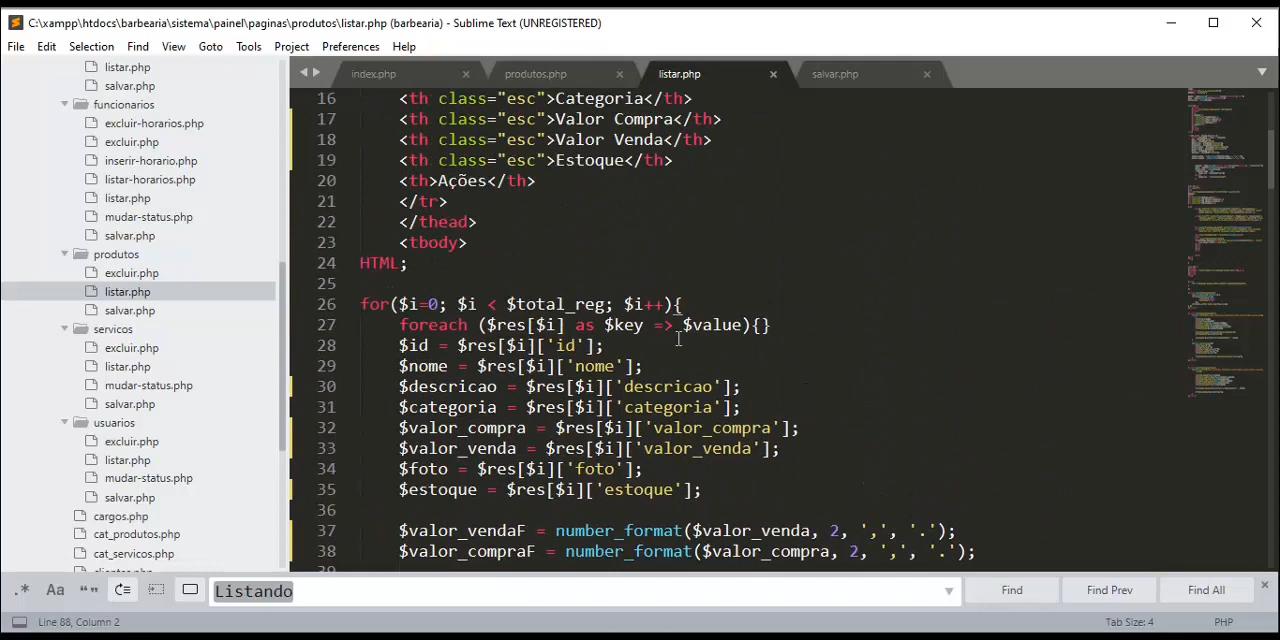 C:\xampp\htdocs\barbearia\sistema\painel\paginas\produtos\listar.php (barbearia) - Sublime Text (UNREGISTERED)
File Edit Selection Find View Goto Tools Project Preferences Help
listar.php
salvar.php
funcionarios
excluir-horarios.php
excluir.php
inserir-horario.php
listar-horarios.php
listar.php
mudar-status.php
salvar.php
produtos
excluir.php
listar.php
salvar.php
servicos
excluir.php
listar.php
mudar-status.php
salvar.php
usuarios
excluir.php
listar.php
mudar-status.php
salvar.php
cargos.php
cat_produtos.php
cat_servicos.php
clientes.php
index.php produtos.php listar.php salvar.php
16 <th class="esc">Categoria</th>
17 <th class="esc">Valor Compra</th>
18 <th class="esc">Valor Venda</th>
19 <th class="esc">Estoque</th>
20 <th>Ações</th>
21 </tr>
22 </thead>
23 <tbody>
24 HTML;
25
26 for($i=0; $i < $total_reg; $i++){
27 foreach ($res[$i] as $key => $value){}
28 $id = $res[$i]['id'];
29 $nome = $res[$i]['nome'];
30 $descricao = $res[$i]['descricao'];
31 $categoria = $res[$i]['categoria'];
32 $valor_compra = $res[$i]['valor_compra'];
33 $valor_venda = $res[$i]['valor_venda'];
34 $foto = $res[$i]['foto'];
35 $estoque = $res[$i]['estoque'];
36
37 $valor_vendaF = number_format($valor_venda, 2, ',', '.');
38 $valor_compraF = number_format($valor_compra, 2, ',', '.');
39
.* Aa “” Listando Find Find Prev Find All
Line 88, Column 2 Tab Size: 4 PHP